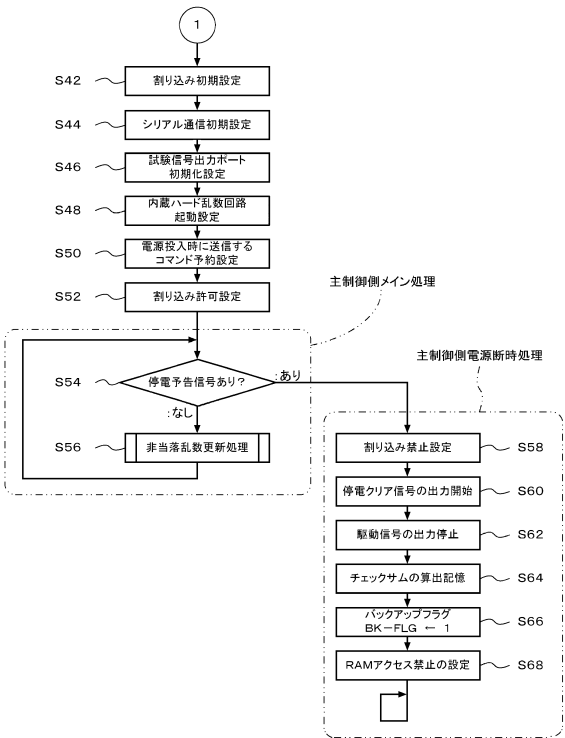 1
S42
割り込み初期設定
S44
シリアル通信初期設定
S46
試験信号出力ポート
初期化設定
S48
内蔵ハード乱数回路
起動設定
S50
電源投入時に送信する
コマンド予約設定
S52
割り込み許可設定
主制御側メイン処理
主制御側電源断時処理
S54
停電予告信号あり?
:あり
:なし
S56
非当落乱数更新処理
割り込み禁止設定
S58
停電クリア信号の出力開始
S60
駆動信号の出力停止
S62
チェックサムの算出記憶
S64
バックアップフラグ
BK-FLG ← 1
S66
RAMアクセス禁止の設定
S68